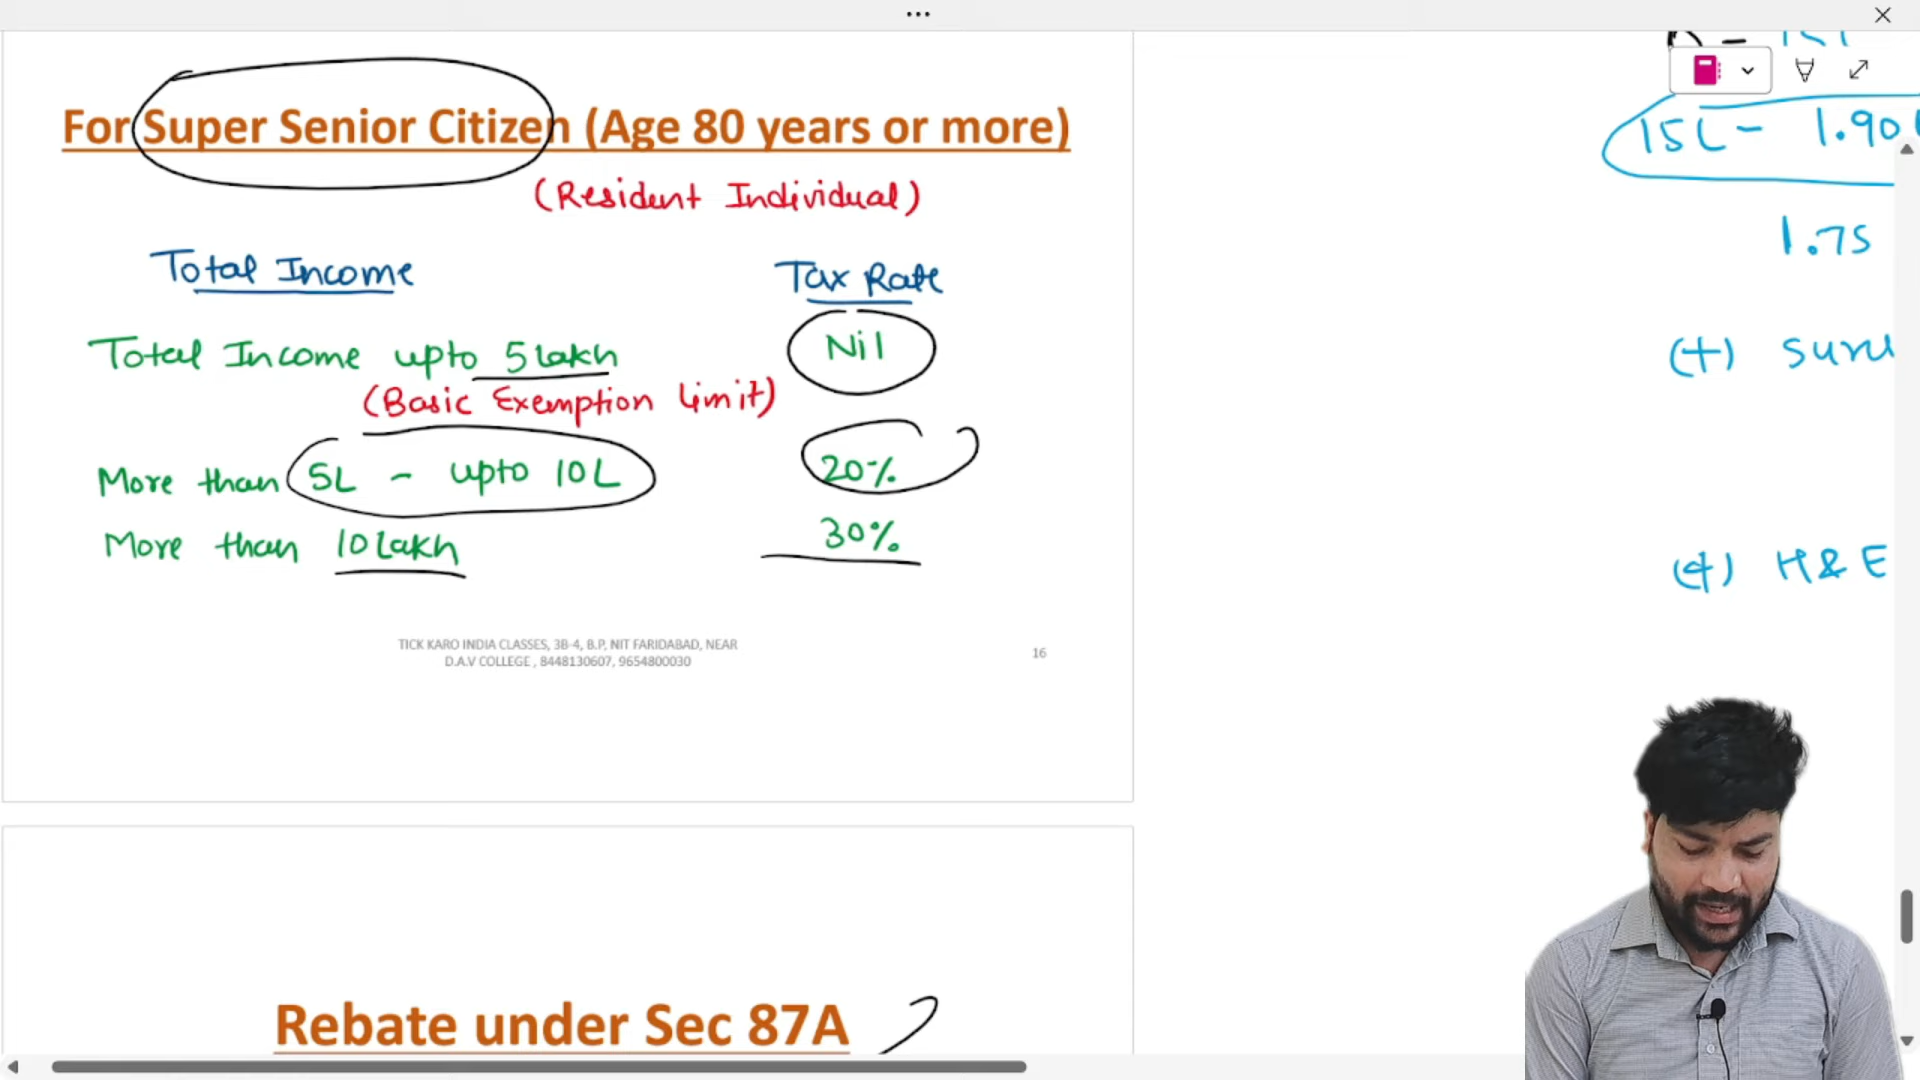 For Super Senior Citizen (Age 80 years or more)
(Resident Individual)
Total Income Tax Rate
Total Income upto 5 lakh Nil
(Basic Exemption Limit)
More than 5L - upto 10L 20%
More than 10 lakh 30%
TICK KARO INDIA CLASSES, 3B-4, B.P, NIT FARIDABAD, NEAR
D.A.V COLLEGE , 8448130607, 9654800030
16
Rebate under Sec 87A
15L - 1.90
1.75
(+)
(+) H&E